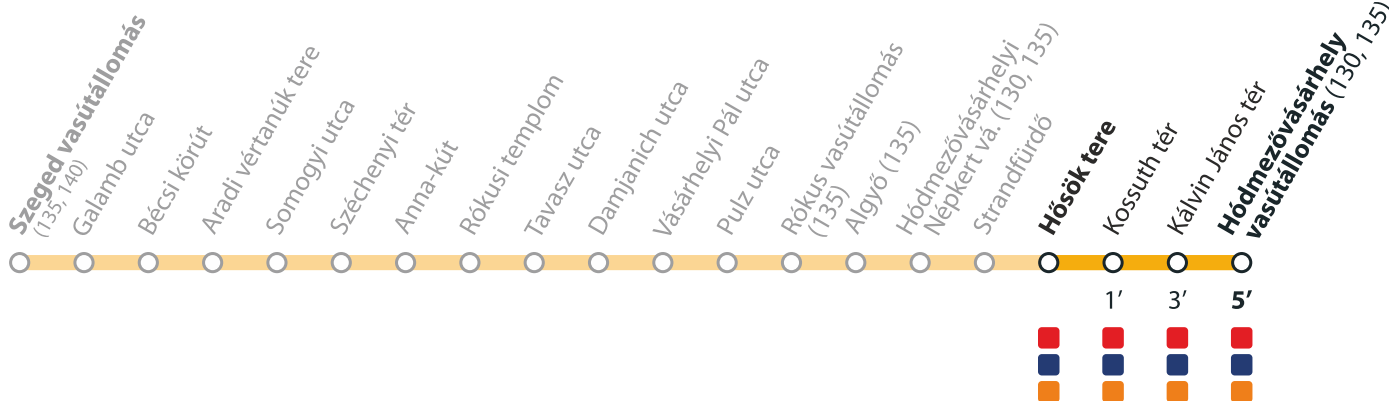 Szeged vasútállomás
(135, 140)
Galamb utca
Bécsi körút
Aradi vértanúk tere
Somogyi utca
Széchenyi tér
Anna-kút
Rókusi templom
Tavasz utca
Damjanich utca
Vásárhelyi Pál utca
Pulz utca
Rókus vasútállomás
(135)
Algyő (135)
Hódmezővásárhelyi
Népkert vá. (130, 135)
Strandfürdő
Hősök tere
Kossuth tér
Kálvin János tér
Hódmezővásárhely
vasútállomás (130, 135)
1’
3’
5’